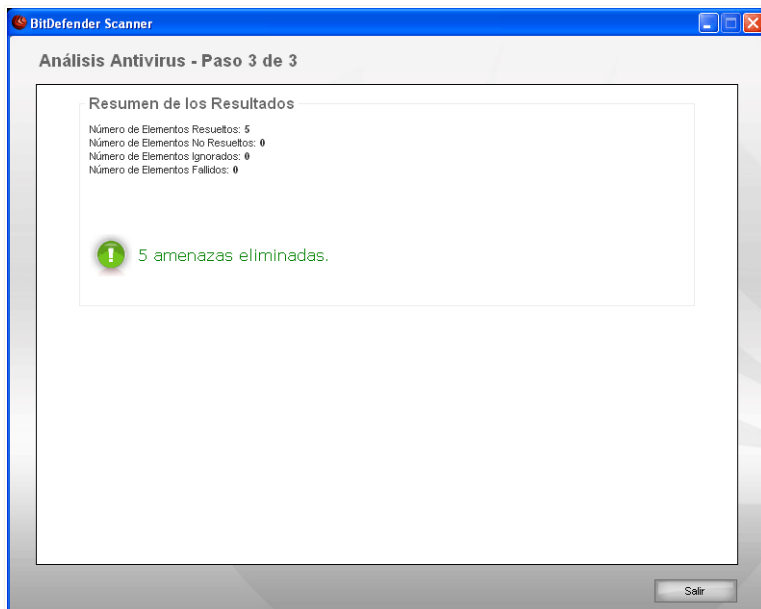 BitDefender Scanner
Análisis Antivirus - Paso 3 de 3
Resumen de los Resultados
Número de Elementos Resueltos: 5
Número de Elementos No Resueltos: 0
Número de Elementos Ignorados: 0
Número de Elementos Fallidos: 0
5 amenazas eliminadas.
Salir